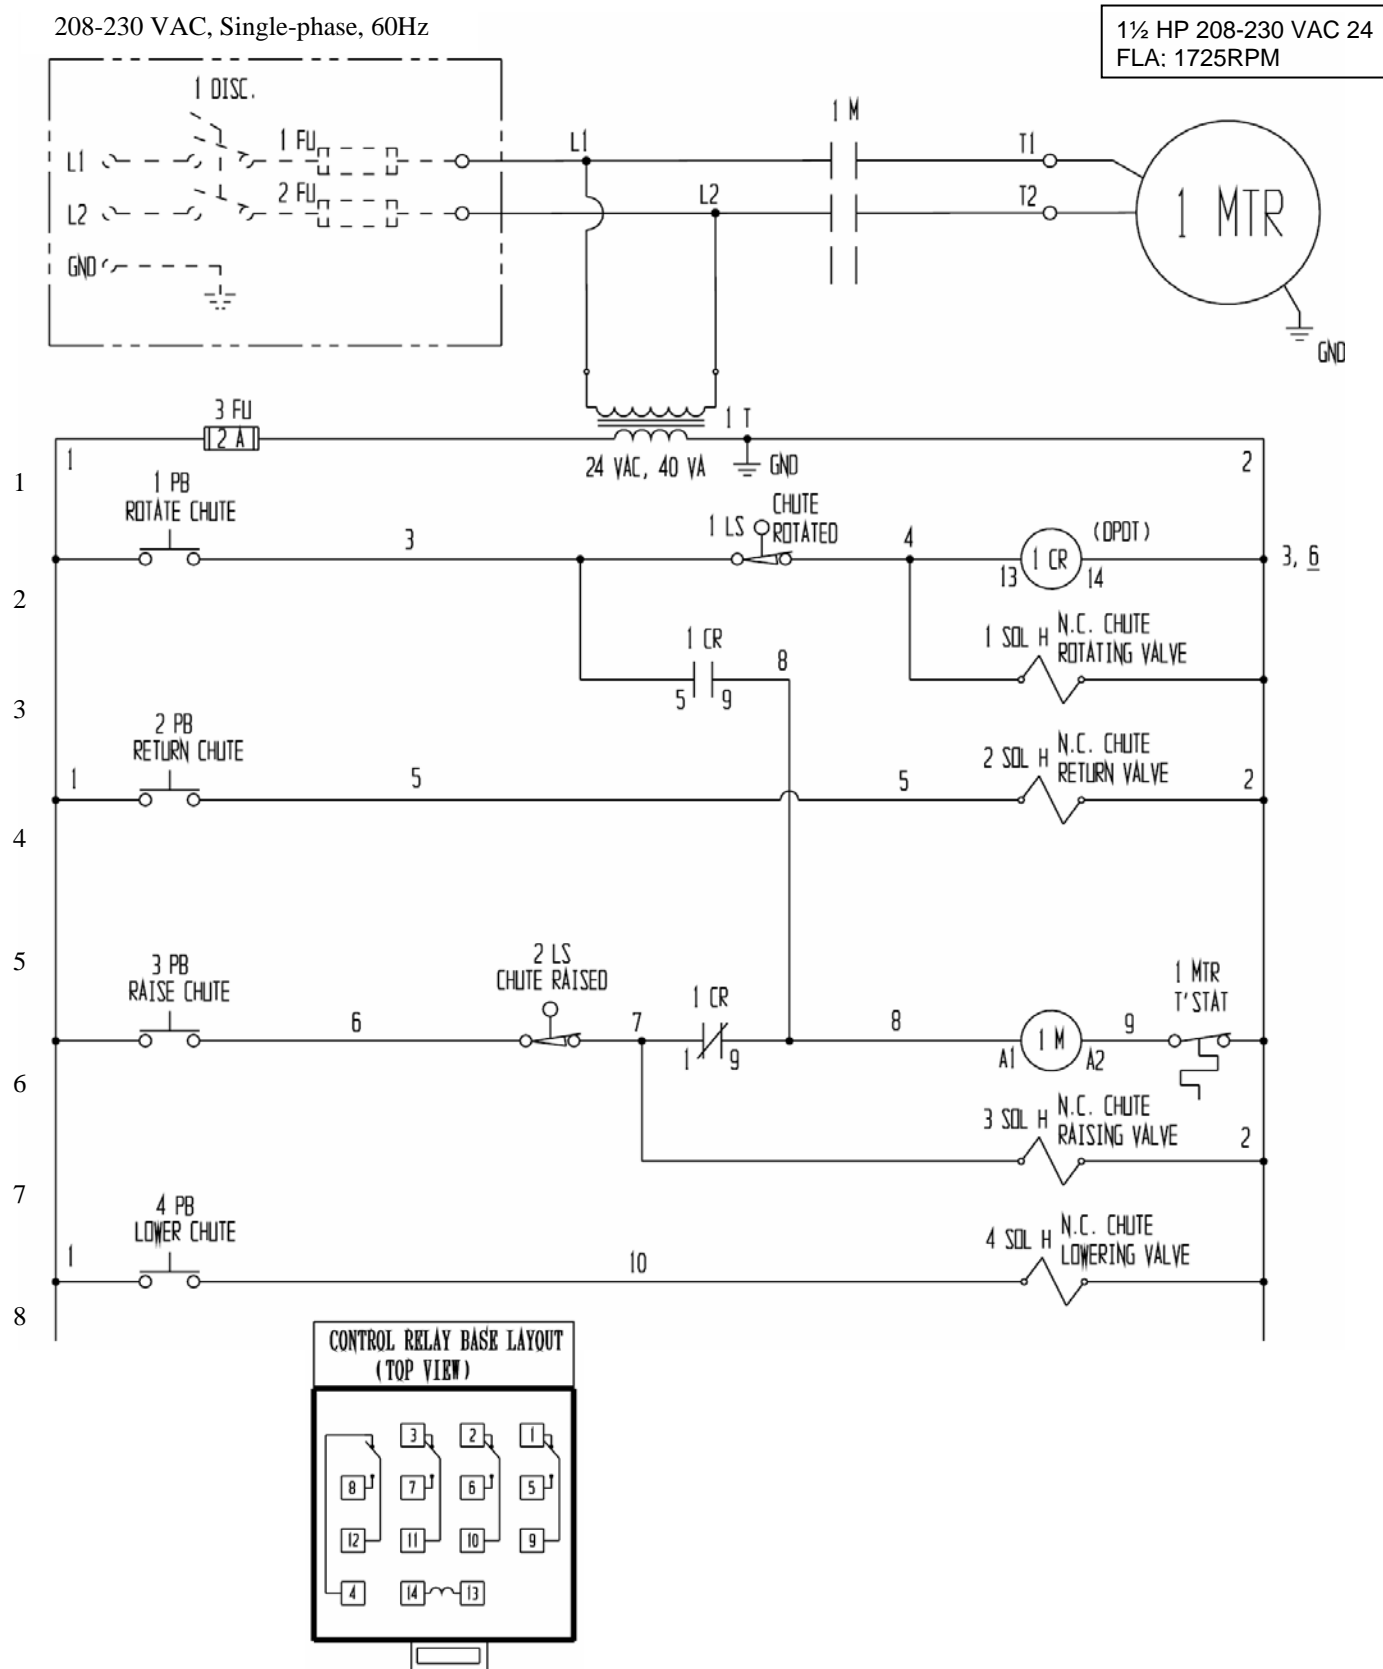 208-230 VAC, Single-phase, 60Hz
1½ HP 208-230 VAC 24
FLA; 1725RPM
1 DISC.
1 FU
L1
2 FU
L2
GND
L1
L2
1 M
T1
T2
1 MTR
GND
3 FU
2 A
1 T
24 VAC, 40 VA
GND
1
2
1
1 PB
ROTATE CHUTE
3
1 LS
CHUTE
ROTATED
4
1 CR
(DPDT)
13
14
3, 6
2
1 CR
5
9
8
1 SOL H
N.C. CHUTE
ROTATING VALVE
3
2 PB
RETURN CHUTE
1
5
5
2 SOL H
N.C. CHUTE
RETURN VALVE
2
4
5
3 PB
RAISE CHUTE
6
2 LS
CHUTE RAISED
7
1 CR
1
9
8
1 M
A1
A2
9
1 MTR
T'STAT
6
3 SOL H
N.C. CHUTE
RAISING VALVE
2
7
4 PB
LOWER CHUTE
1
10
4 SOL H
N.C. CHUTE
LOWERING VALVE
8
CONTROL RELAY BASE LAYOUT
(TOP VIEW)
3
2
1
8
7
6
5
12
11
10
9
4
14
13